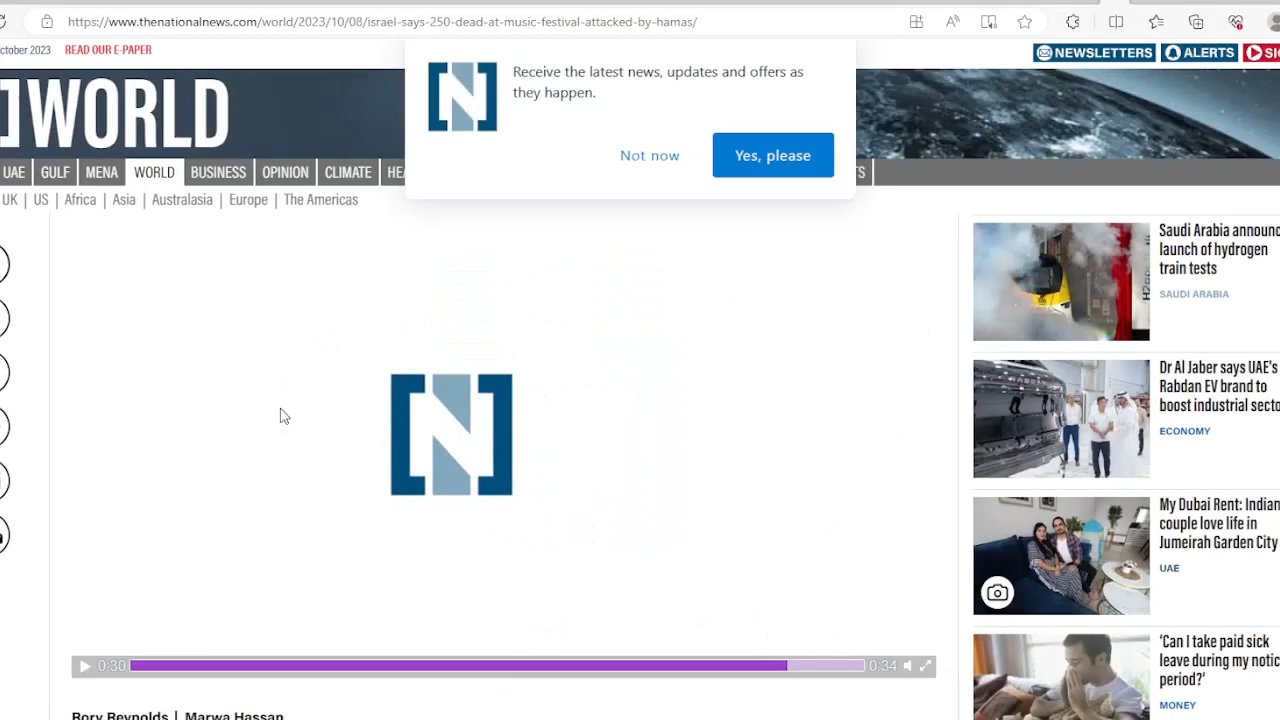 https://www.thenationalnews.com/world/2023/10/08/israel-says-250-dead-at-music-festival-attacked-by-hamas/
2023
READ OUR E-PAPER
NEWSLETTERS
ALERTS
Receive the latest news, updates and offers as
they happen.
Not now
Yes, please
WORLD
UAE
GULF
MENA
WORLD
BUSINESS
OPINION
CLIMATE
UK | US | Africa | Asia | Australasia | Europe | The Americas
N
Saudi Arabia
launch of hydrogen
train tests
SAUDI ARABIA
Dr Al Jaber says UAE's
Rabdan EV brand to
boost industrial
ECONOMY
My Dubai Rent: Indian
couple love life in
Jumeirah Garden City
UAE
'Can I take paid sick
leave during my
period?'
MONEY
0:30
0:34
Rory Reynolds | Marwa Hassan